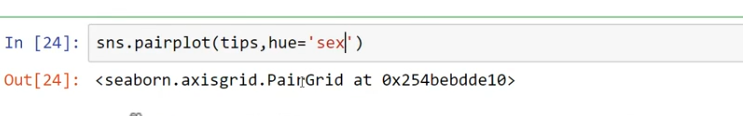 In [24]: sns.pairplot(tips,hue='sex')
Out[24]: <seaborn.axisgrid.PairGrid at 0x254bebdde10>